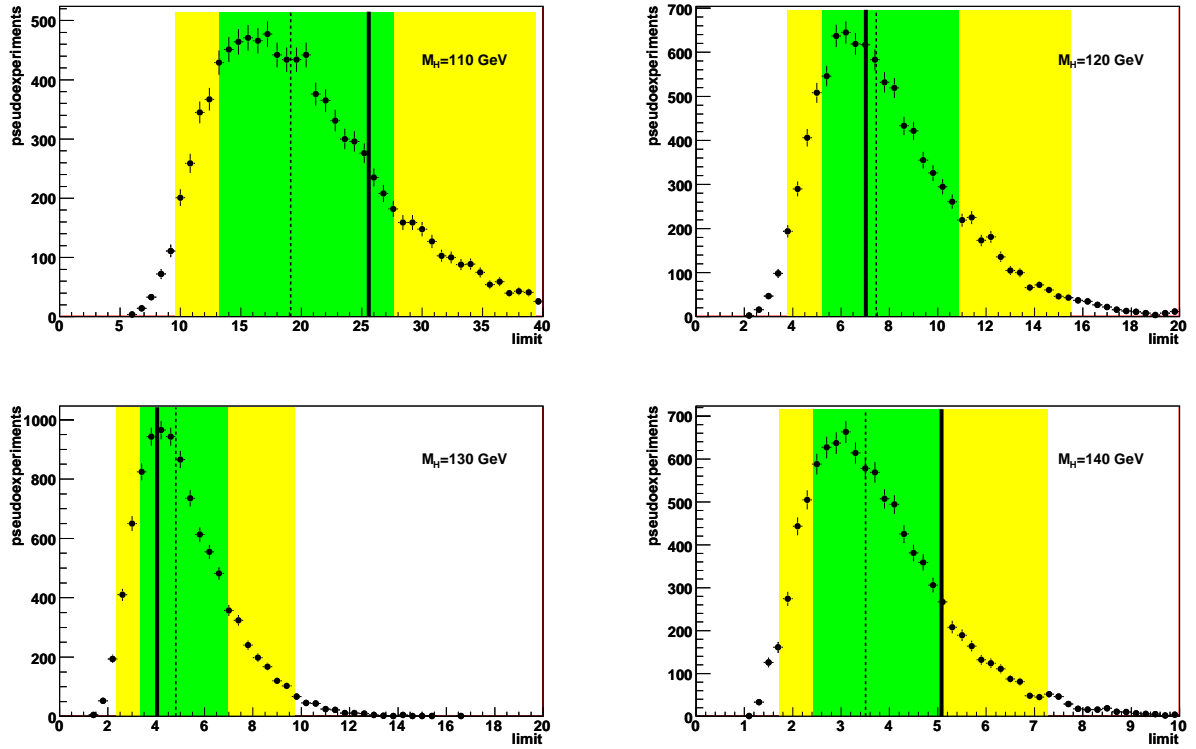 pseudoexperiments
500
400
300
200
100
0
M_H=110 GeV
0 5 10 15 20 25 30 35 40
limit
pseudoexperiments
700
600
500
400
300
200
100
0
M_H=120 GeV
0 2 4 6 8 10 12 14 16 18 20
limit
pseudoexperiments
1000
800
600
400
200
0
M_H=130 GeV
0 2 4 6 8 10 12 14 16 18 20
limit
pseudoexperiments
700
600
500
400
300
200
100
0
M_H=140 GeV
0 1 2 3 4 5 6 7 8 9 10
limit